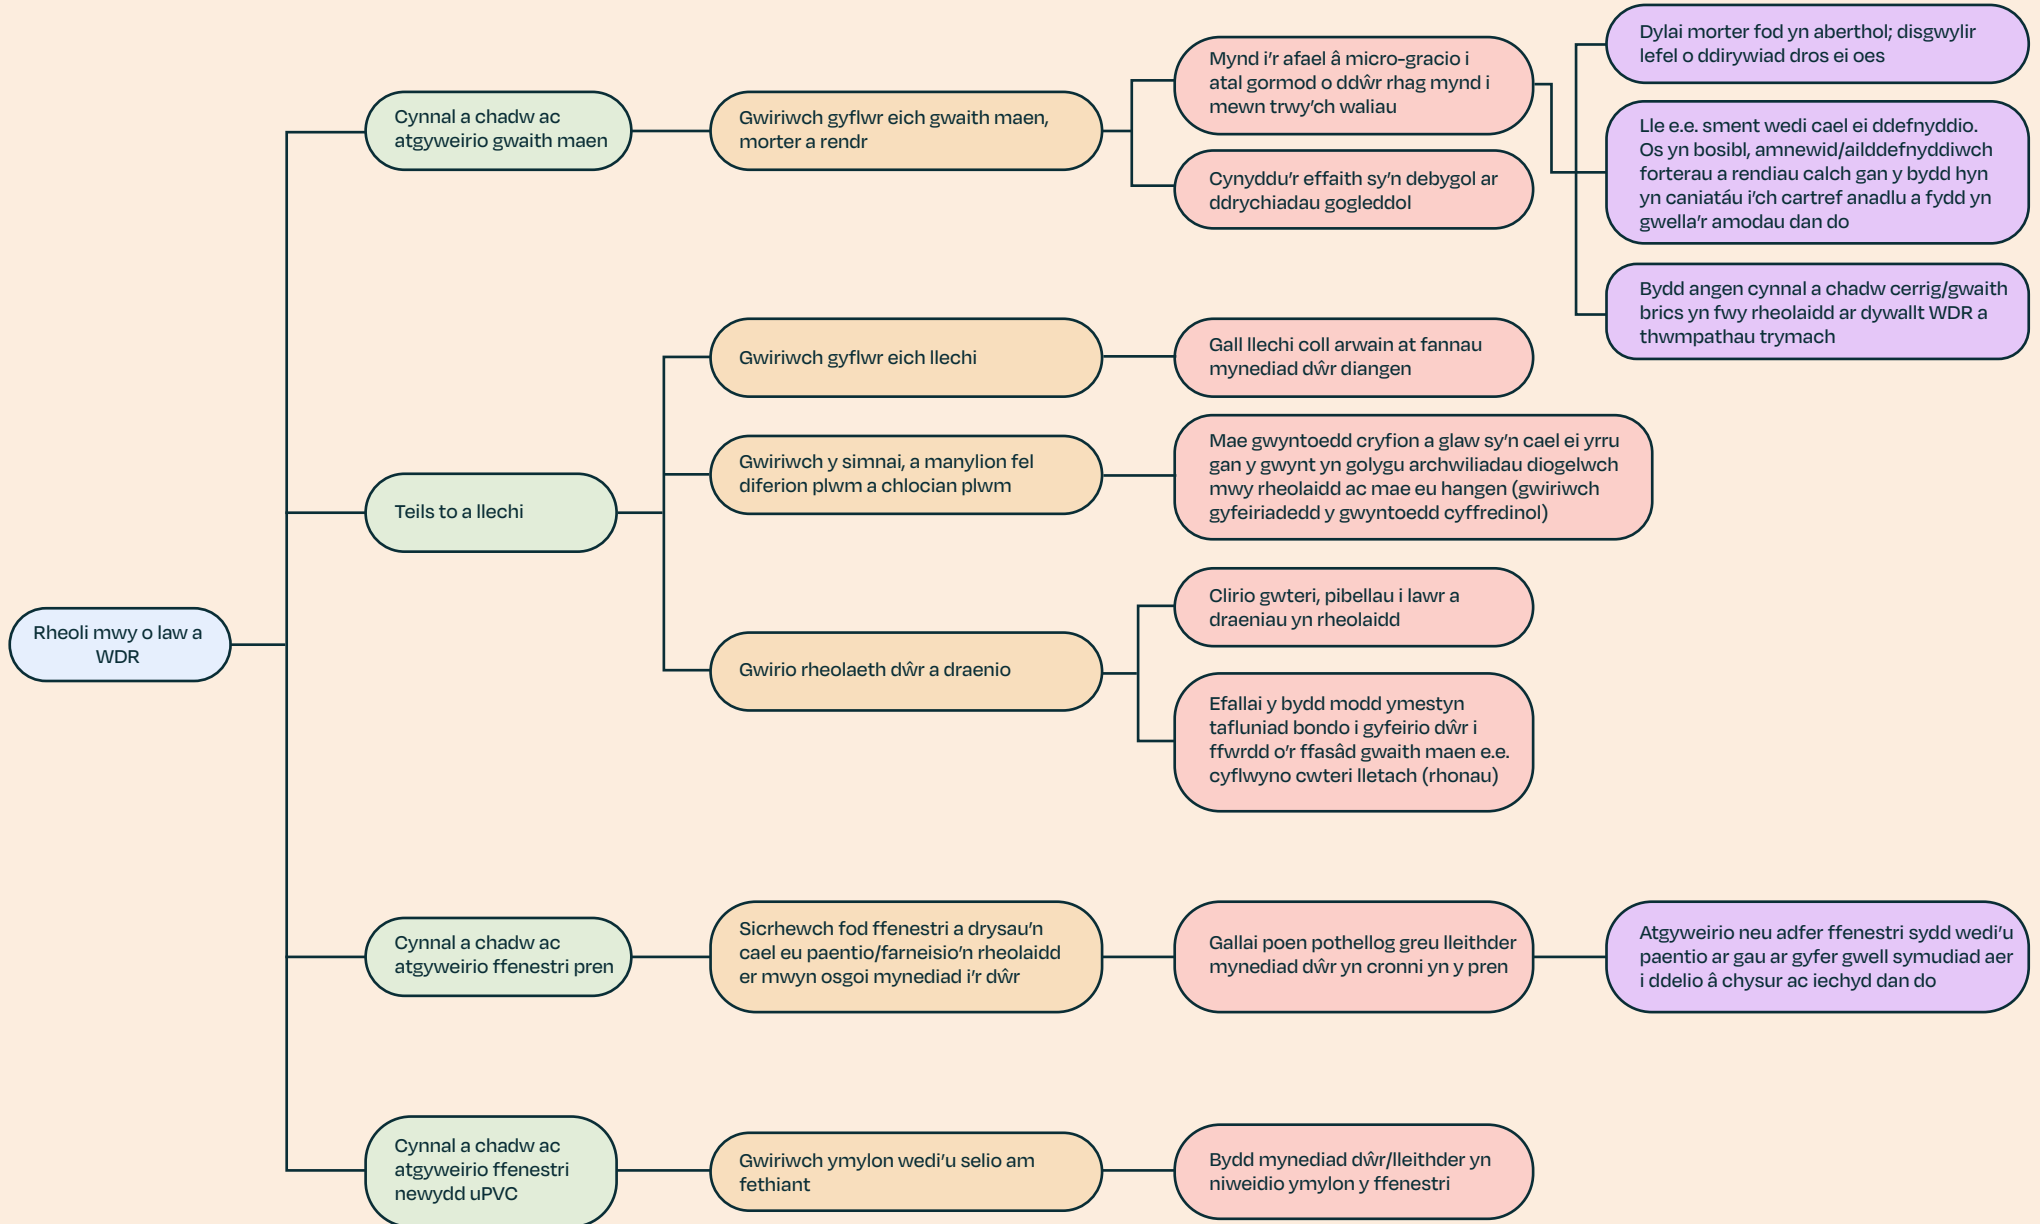 Rheoli mwy o law a
WDR
Cynnal a chadw ac
atgyweirio gwaith maen
Gwiriwch gyflwr eich gwaith maen,
morter a rendr
Mynd i'r afael â micro-gracio i
atal gormod o ddŵr rhag mynd i
mewn trwy'ch waliau
Dylai morter fod yn aberthol; disgwylir
lefel o ddirywiad dros ei oes
Lle e.e. sment wedi cael ei ddefnyddio.
Os yn bosibl, amnewid/ailddefnyddiwch
forterau a rendiau calch gan y bydd hyn
yn caniatáu i'ch cartref anadlu a fydd yn
gwella'r amodau dan do
Bydd angen cynnal a chadw cerrig/gwaith
brics yn fwy rheolaidd ar dywallt WDR a
thwmpathau trymach
Cynyddu'r effaith sy'n debygol ar
ddrychiadau gogleddol
Teils to a llechi
Gwiriwch gyflwr eich llechi
Gall llechi coll arwain at fannau
mynediad dŵr diangen
Gwiriwch y simnai, a manylion fel
diferion plwm a chlocian plwm
Mae gwyntoedd cryfion a glaw sy'n cael ei yrru
gan y gwynt yn golygu archwiliadau diogelwch
mwy rheolaidd ac mae eu hangen (gwiriwch
gyfeiriadedd y gwyntoedd cyffredinol)
Gwirio rheolaeth dŵr a draenio
Clirio gwteri, pibellau i lawr a
draeniau yn rheolaidd
Efallai y bydd modd ymestyn
tafluniad bondo i gyfeirio dŵr i
ffwrdd o'r ffasâd gwaith maen e.e.
cyflwyno cwteri lletach (rhonau)
Cynnal a chadw ac
atgyweirio ffenestri pren
Sicrhewch fod ffenestri a drysau'n
cael eu paentio/farneisio'n rheolaidd
er mwyn osgoi mynediad i'r dŵr
Gallai poen pothellog greu lleithder
mynediad dŵr yn cronni yn y pren
Atgyweirio neu adfer ffenestri sydd wedi'u
paentio ar gau ar gyfer gwell symudiad aer
i ddelio â chysur ac iechyd dan do
Cynnal a chadw ac
atgyweirio ffenestri
newydd uPVC
Gwiriwch ymylon wedi'u selio am
fethiant
Bydd mynediad dŵr/lleithder yn
niweidio ymylon y ffenestri